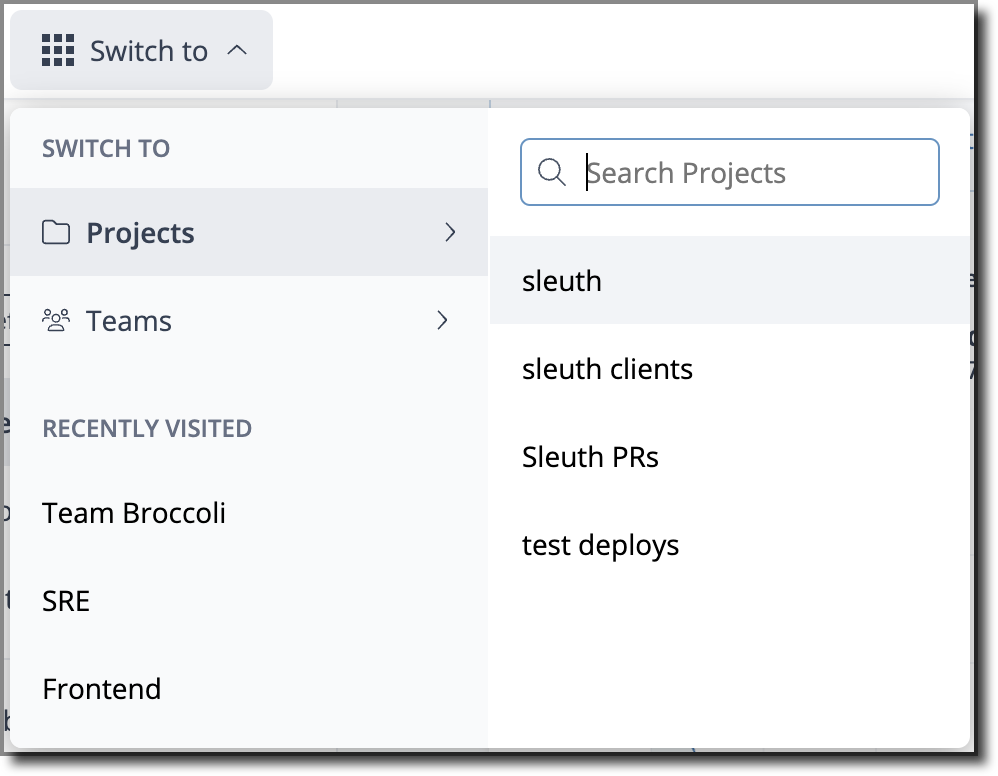 Switch to
SWITCH TO
Projects
Teams
RECENTLY VISITED
Team Broccoli
SRE
Frontend
Search Projects
sleuth
sleuth clients
Sleuth PRs
test deploys